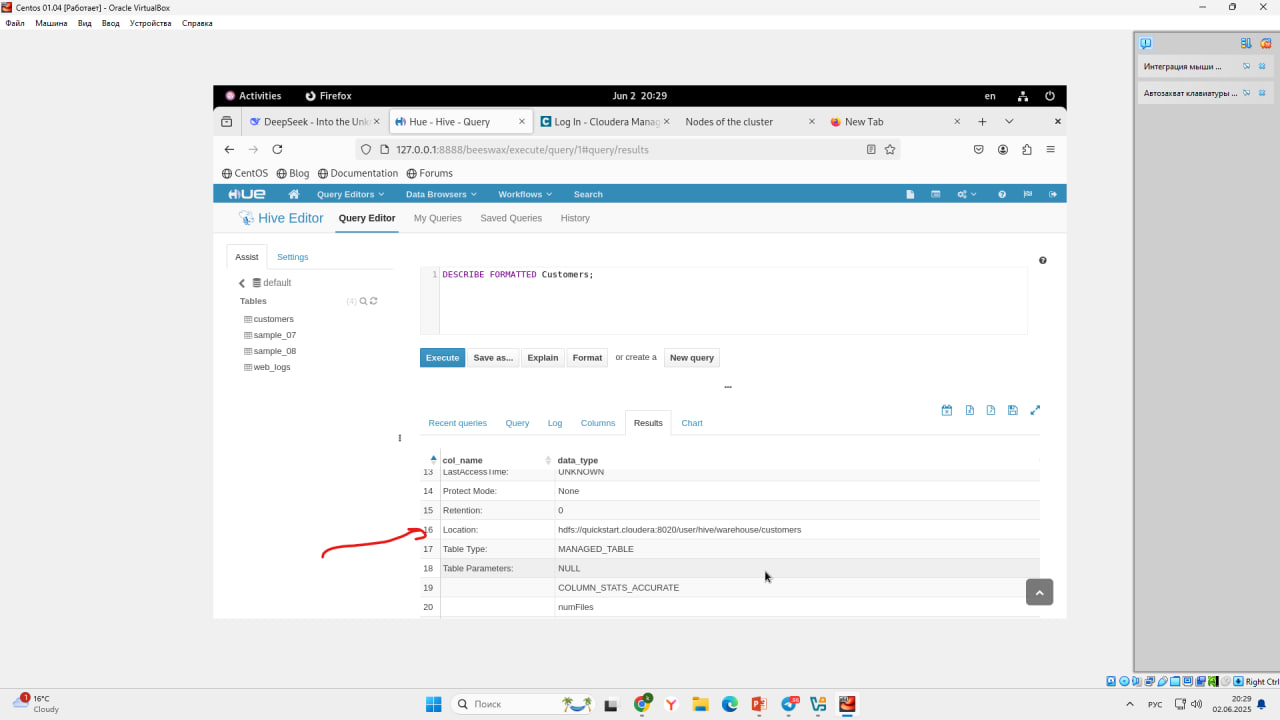 Centos 01.04 [Работает] - Oracle VirtualBox
Файл Машина Вид Ввод Устройства Справка
Интеграция мыши ...
Автозахват клавиатуры ...
Activities Firefox Jun 2 20:29 en
DeepSeek - Into the Unk Hue - Hive - Query Log In - Cloudera Manag Nodes of the cluster New Tab
127.0.0.1:8888/beeswax/execute/query/1#query/results
CentOS Blog Documentation Forums
HUE Query Editors Data Browsers Workflows Search
Hive Editor Query Editor My Queries Saved Queries History
Assist Settings
default
Tables (4)
customers
sample_07
sample_08
web_logs
1 DESCRIBE FORMATTED Customers;
Execute Save as... Explain Format or create a New query
Recent queries Query Log Columns Results Chart
col_name data_type
13 LastAccessTime: UNKNOWN
14 Protect Mode: None
15 Retention: 0
16 Location: hdfs://quickstart.cloudera:8020/user/hive/warehouse/customers
17 Table Type: MANAGED_TABLE
18 Table Parameters: NULL
19 COLUMN_STATS_ACCURATE
20 numFiles
Right Ctrl
1 16°C
Cloudy
Поиск
РУС
20:29
02.06.2025